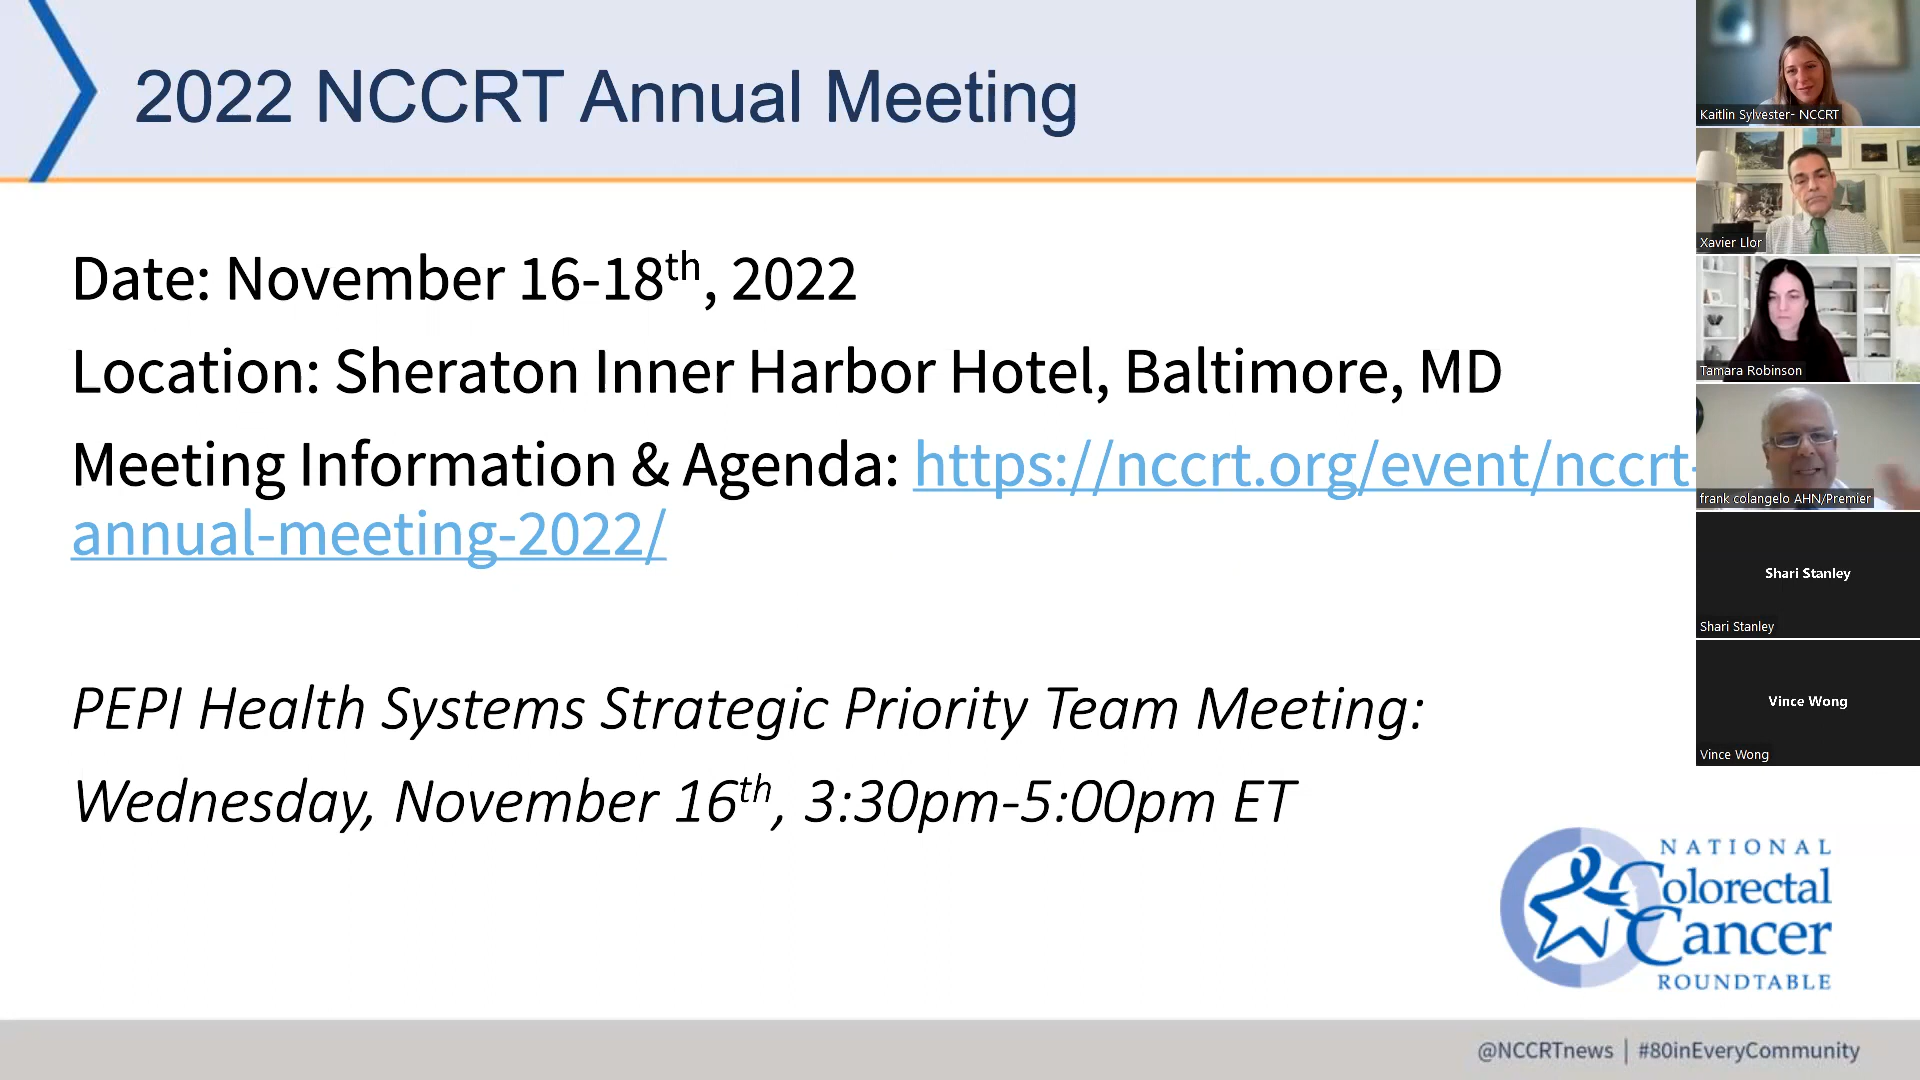 2022 NCCRT Annual Meeting
Date: November 16-18th, 2022
Location: Sheraton Inner Harbor Hotel, Baltimore, MD
Meeting Information & Agenda: https://nccrt.org/event/nccrt-
annual-meeting-2022/
PEPI Health Systems Strategic Priority Team Meeting:
Wednesday, November 16th, 3:30pm-5:00pm ET
NATIONAL
Colorectal
Cancer
ROUNDTABLE
@NCCRTnews | #80inEveryCommunity
Kaitlin Sylvester- NCCRT
Xavier Llor
Tamara Robinson
frank colangelo AHN/Premier
Shari Stanley
Shari Stanley
Vince Wong
Vince Wong